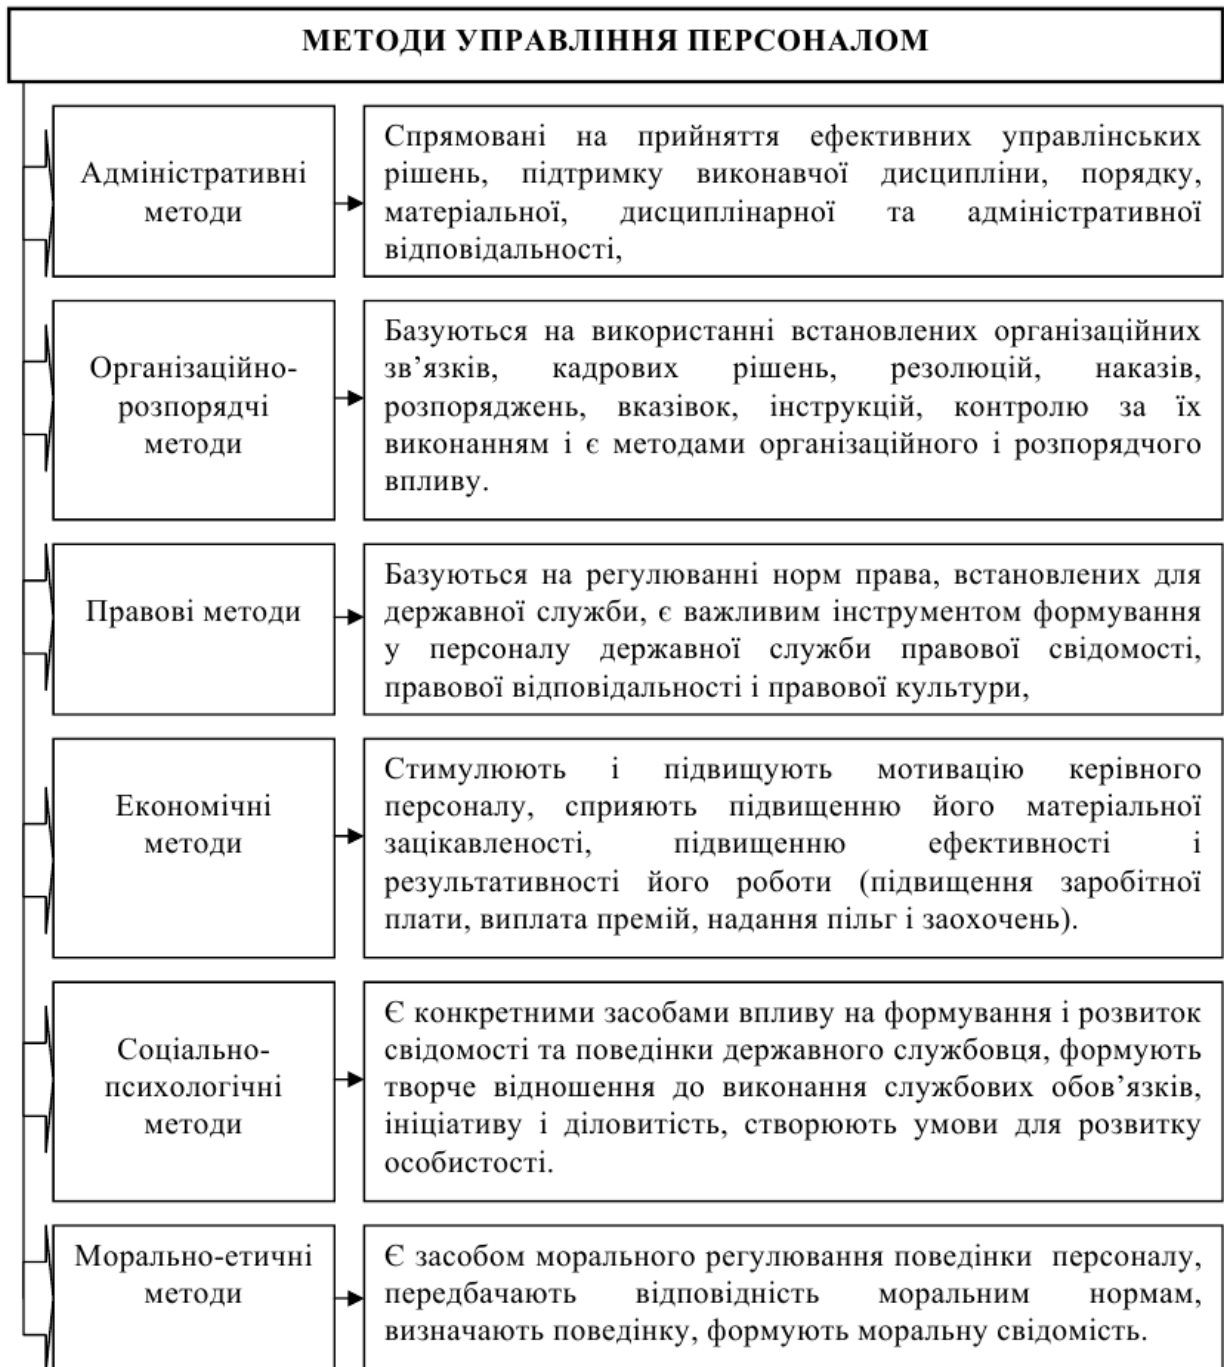 МЕТОДИ УПРАВЛІННЯ ПЕРСОНАЛОМ
Адміністративні
методи
Спрямовані на прийняття ефективних управлінських
рішень, підтримку виконавчої дисципліни, порядку,
матеріальної, дисциплінарної та адміністративної
відповідальності,
Організаційно-
розпорядчі
методи
Базуються на використанні встановлених організаційних
зв’язків, кадрових рішень, резолюцій, наказів,
розпоряджень, вказівок, інструкцій, контролю за їх
виконанням і є методами організаційного і розпорядчого
впливу.
Правові методи
Базуються на регулюванні норм права, встановлених для
державної служби, є важливим інструментом формування
у персоналу державної служби правової свідомості,
правової відповідальності і правової культури,
Економічні
методи
Стимулюють і підвищують мотивацію керівного
персоналу, сприяють підвищенню його матеріальної
зацікавленості, підвищенню ефективності і
результативності його роботи (підвищення заробітної
плати, виплата премій, надання пільг і заохочень).
Соціально-
психологічні
методи
Є конкретними засобами впливу на формування і розвиток
свідомості та поведінки державного службовця, формують
творче відношення до виконання службових обов’язків,
ініціативу і діловитість, створюють умови для розвитку
особистості.
Морально-етичні
методи
Є засобом морального регулювання поведінки персоналу,
передбачають відповідність моральним нормам,
визначають поведінку, формують моральну свідомість.